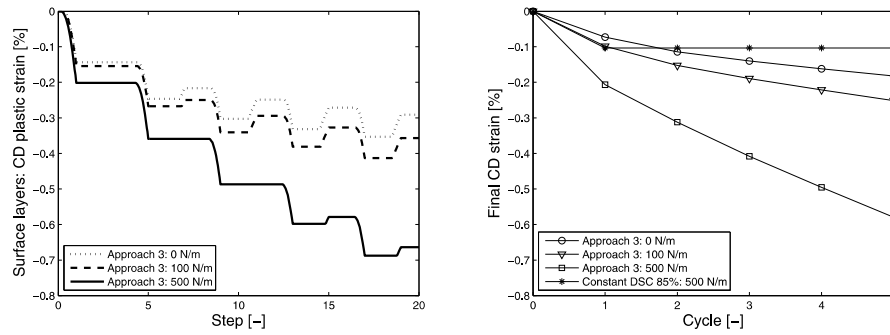 Surface layers: CD plastic strain [%]
0
−0.1
−0.2
−0.3
−0.4
−0.5
−0.6
−0.7
−0.8
Approach 3: 0 N/m
Approach 3: 100 N/m
Approach 3: 500 N/m
0 5 10 15 20
Step [−]
Final CD strain [%]
0
−0.1
−0.2
−0.3
−0.4
−0.5
−0.6
−0.7
−0.8
Approach 3: 0 N/m
Approach 3: 100 N/m
Approach 3: 500 N/m
Constant DSC 85%: 500 N/m
0 1 2 3 4
Cycle [−]